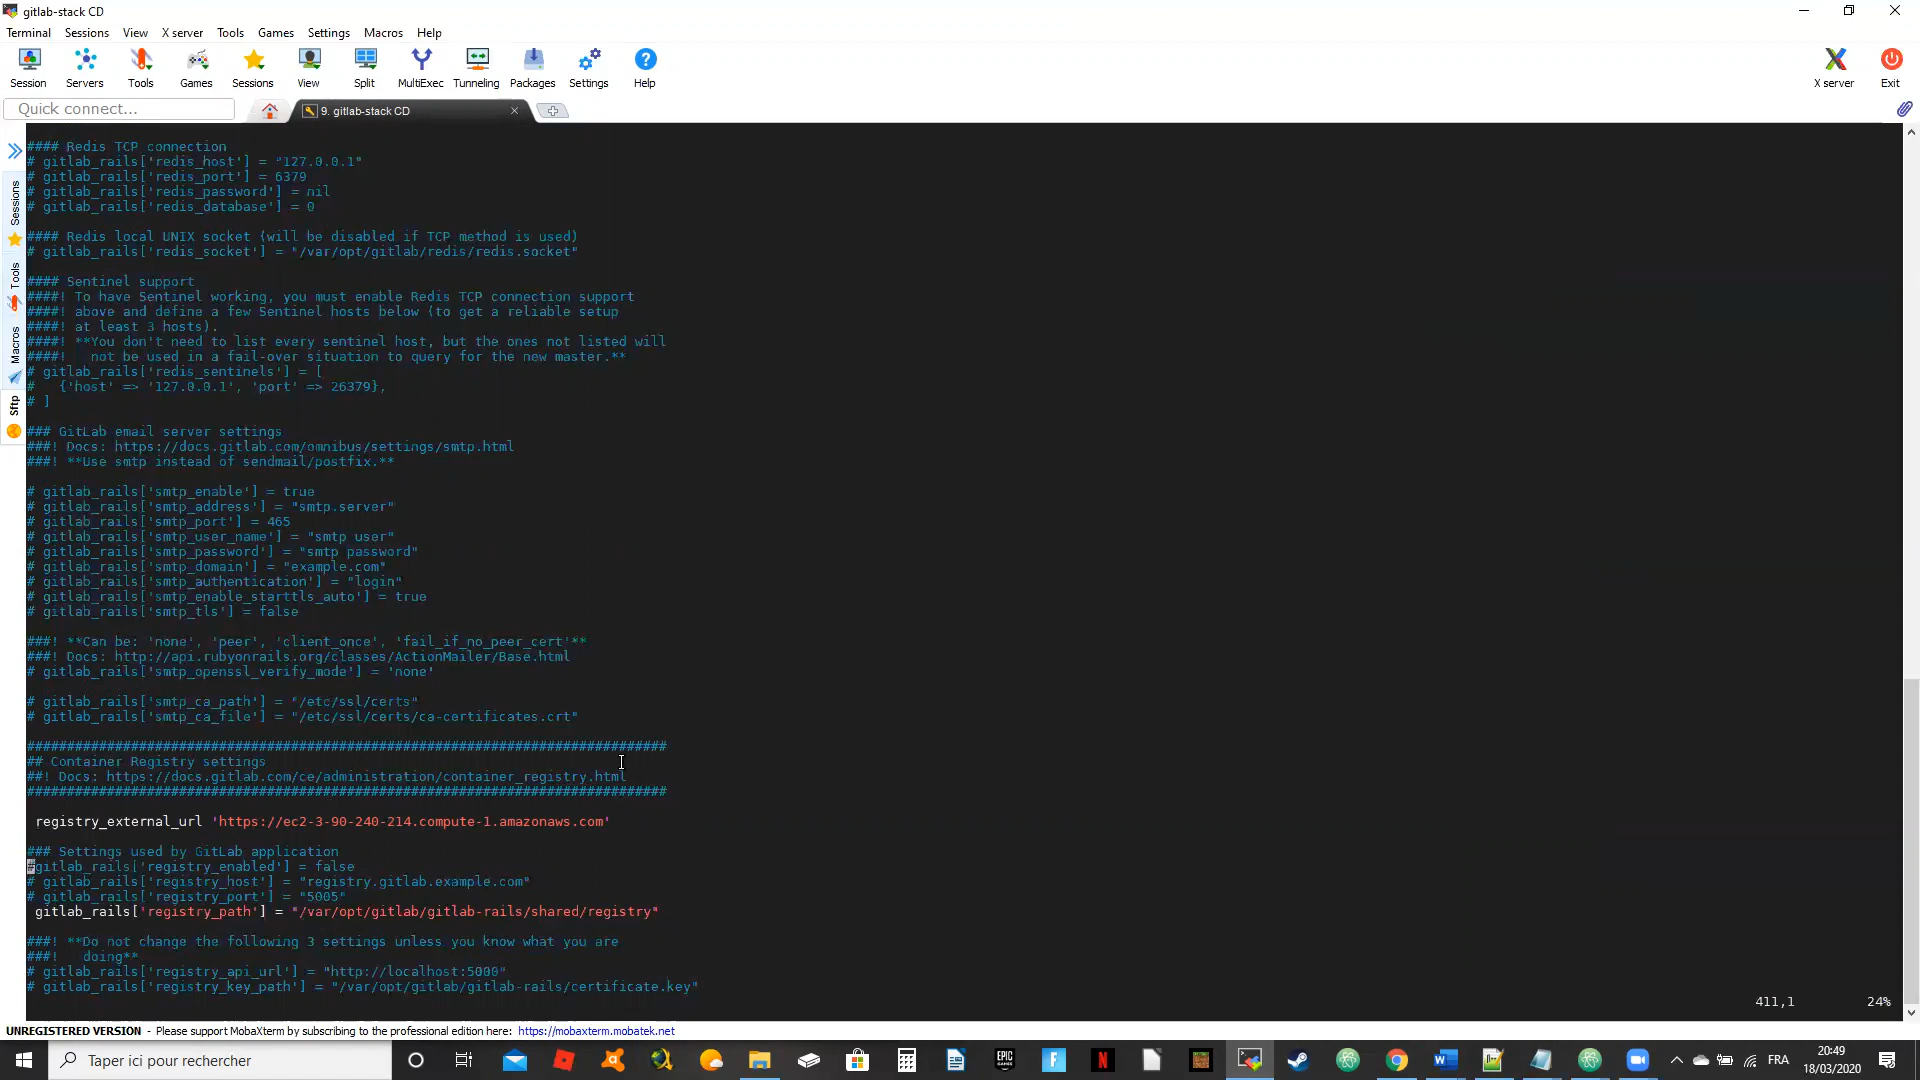 gitlab-stack CD
Terminal Sessions View X server Tools Games Settings Macros Help
Session Servers Tools Games Sessions View Split MultiExec Tunneling Packages Settings Help X server Exit
Quick connect...
9. gitlab-stack CD
Sessions
Tools
Macros
Sftp
#### Redis TCP connection
# gitlab_rails['redis_host'] = "127.0.0.1"
# gitlab_rails['redis_port'] = 6379
# gitlab_rails['redis_password'] = nil
# gitlab_rails['redis_database'] = 0
#### Redis local UNIX socket (will be disabled if TCP method is used)
# gitlab_rails['redis_socket'] = "/var/opt/gitlab/redis/redis.socket"
#### Sentinel support
####! To have Sentinel working, you must enable Redis TCP connection support
####! above and define a few Sentinel hosts below (to get a reliable setup
####! at least 3 hosts).
####! **You don't need to list every sentinel host, but the ones not listed will
####!   not be used in a fail-over situation to query for the new master.**
# gitlab_rails['redis_sentinels'] = [
#   {'host' => '127.0.0.1', 'port' => 26379},
# ]
### GitLab email server settings
###! Docs: https://docs.gitlab.com/omnibus/settings/smtp.html
###! **Use smtp instead of sendmail/postfix.**
# gitlab_rails['smtp_enable'] = true
# gitlab_rails['smtp_address'] = "smtp.server"
# gitlab_rails['smtp_port'] = 465
# gitlab_rails['smtp_user_name'] = "smtp user"
# gitlab_rails['smtp_password'] = "smtp password"
# gitlab_rails['smtp_domain'] = "example.com"
# gitlab_rails['smtp_authentication'] = "login"
# gitlab_rails['smtp_enable_starttls_auto'] = true
# gitlab_rails['smtp_tls'] = false
###! **Can be: 'none', 'peer', 'client_once', 'fail_if_no_peer_cert'**
###! Docs: http://api.rubyonrails.org/classes/ActionMailer/Base.html
# gitlab_rails['smtp_openssl_verify_mode'] = 'none'
# gitlab_rails['smtp_ca_path'] = "/etc/ssl/certs"
# gitlab_rails['smtp_ca_file'] = "/etc/ssl/certs/ca-certificates.crt"
################################################################################
## Container Registry settings
##! Docs: https://docs.gitlab.com/ce/administration/container_registry.html
################################################################################
registry_external_url 'https://ec2-3-90-240-214.compute-1.amazonaws.com'
### Settings used by GitLab application
#gitlab_rails['registry_enabled'] = false
# gitlab_rails['registry_host'] = "registry.gitlab.example.com"
# gitlab_rails['registry_port'] = "5005"
gitlab_rails['registry_path'] = "/var/opt/gitlab/gitlab-rails/shared/registry"
###! **Do not change the following 3 settings unless you know what you are
###!   doing**
# gitlab_rails['registry_api_url'] = "http://localhost:5000"
# gitlab_rails['registry_key_path'] = "/var/opt/gitlab/gitlab-rails/certificate.key"
411,1 24%
UNREGISTERED VERSION - Please support MobaXterm by subscribing to the professional edition here: https://mobaxterm.mobatek.net
Taper ici pour rechercher
FRA
20:49
18/03/2020